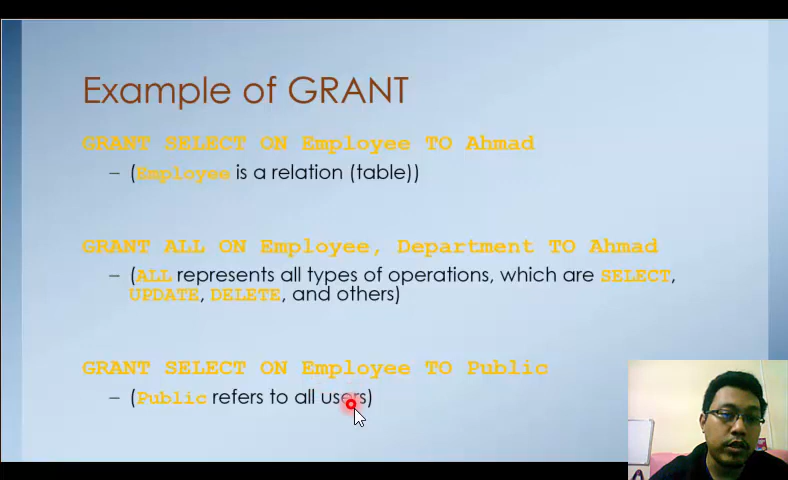 Example of GRANT
GRANT SELECT ON Employee TO Ahmad
– (Employee is a relation (table))
GRANT ALL ON Employee, Department TO Ahmad
– (ALL represents all types of operations, which are SELECT,
UPDATE, DELETE, and others)
GRANT SELECT ON Employee TO Public
– (Public refers to all users)